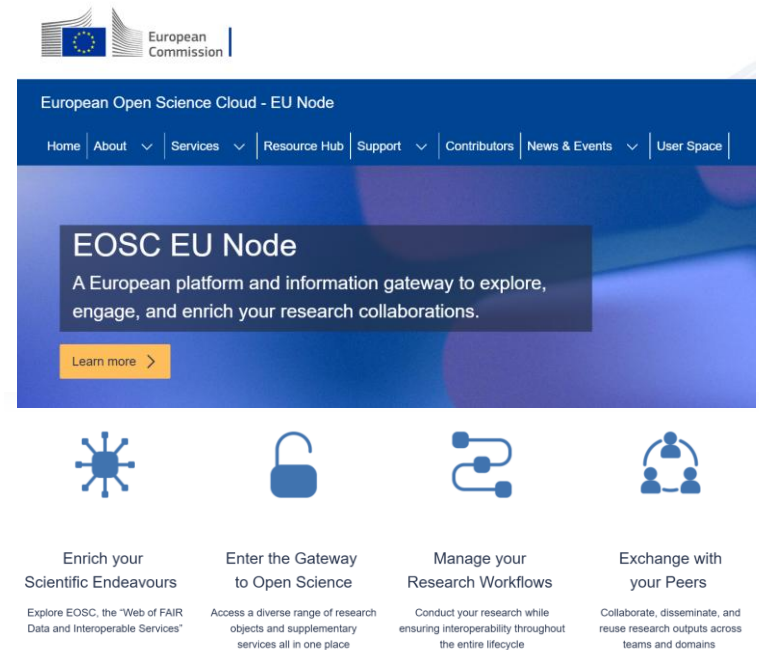 European
Commission
European Open Science Cloud - EU Node
Home About Services Resource Hub Support Contributors News & Events User Space
EOSC EU Node
A European platform and information gateway to explore,
engage, and enrich your research collaborations.
Learn more
Enrich your
Scientific Endeavours
Explore EOSC, the “Web of FAIR
Data and Interoperable Services”
Enter the Gateway
to Open Science
Access a diverse range of research
objects and supplementary
services all in one place
Manage your
Research Workflows
Conduct your research while
ensuring interoperability throughout
the entire lifecycle
Exchange with
your Peers
Collaborate, disseminate, and
reuse research outputs across
teams and domains